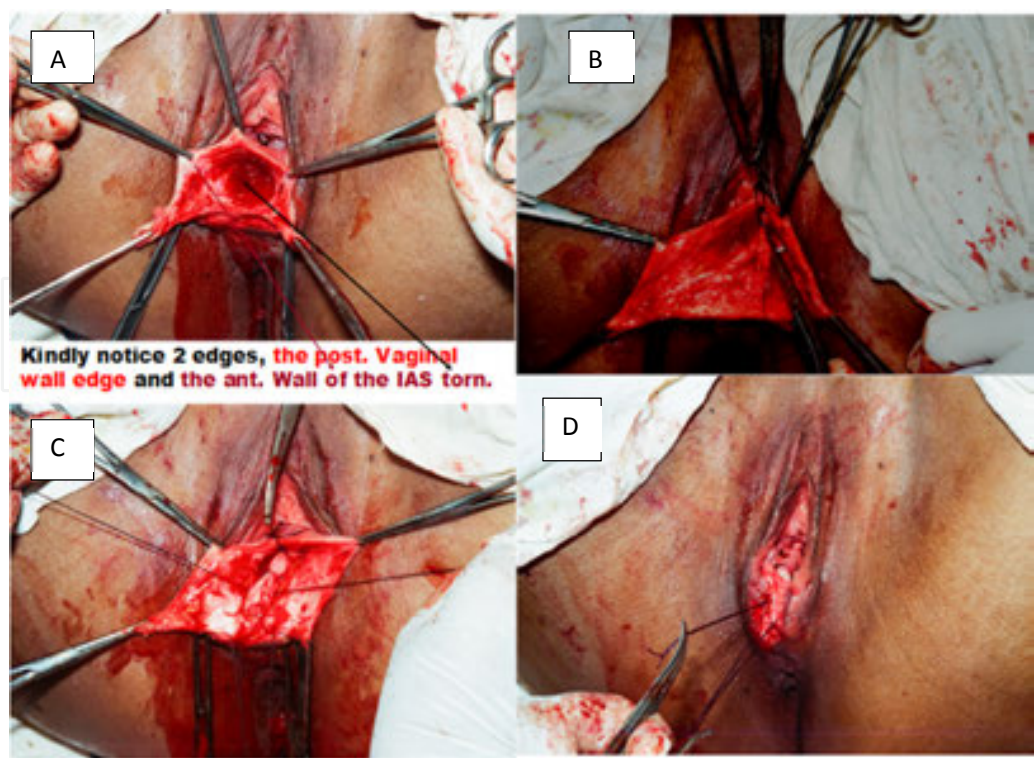 A
B
Kindly notice 2 edges, the post. Vaginal
wall edge and the ant. Wall of the IAS torn.
C
D